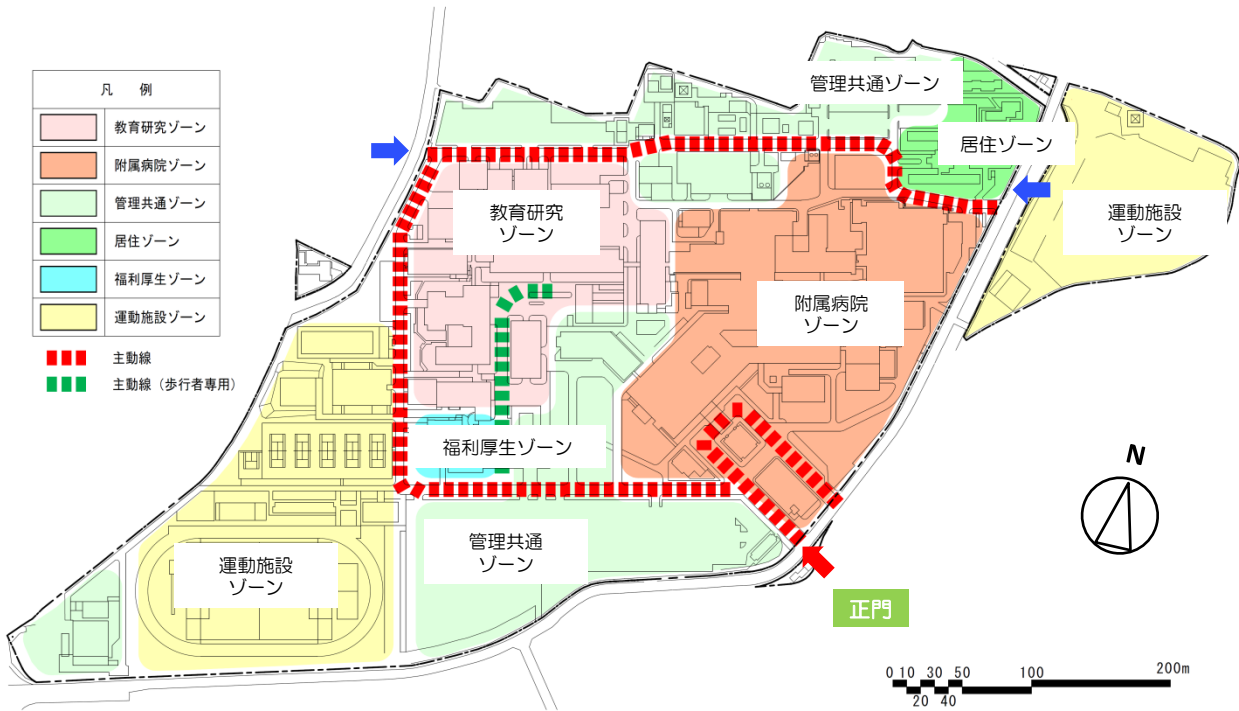 凡 例
教育研究ゾーン
附属病院ゾーン
管理共通ゾーン
居住ゾーン
福利厚生ゾーン
運動施設ゾーン
主動線
主動線（歩行者専用）
管理共通ゾーン
居住ゾーン
運動施設
ゾーン
教育研究
ゾーン
附属病院
ゾーン
福利厚生ゾーン
管理共通
ゾーン
運動施設
ゾーン
正門
N
0 10 30 50 100 200m
20 40